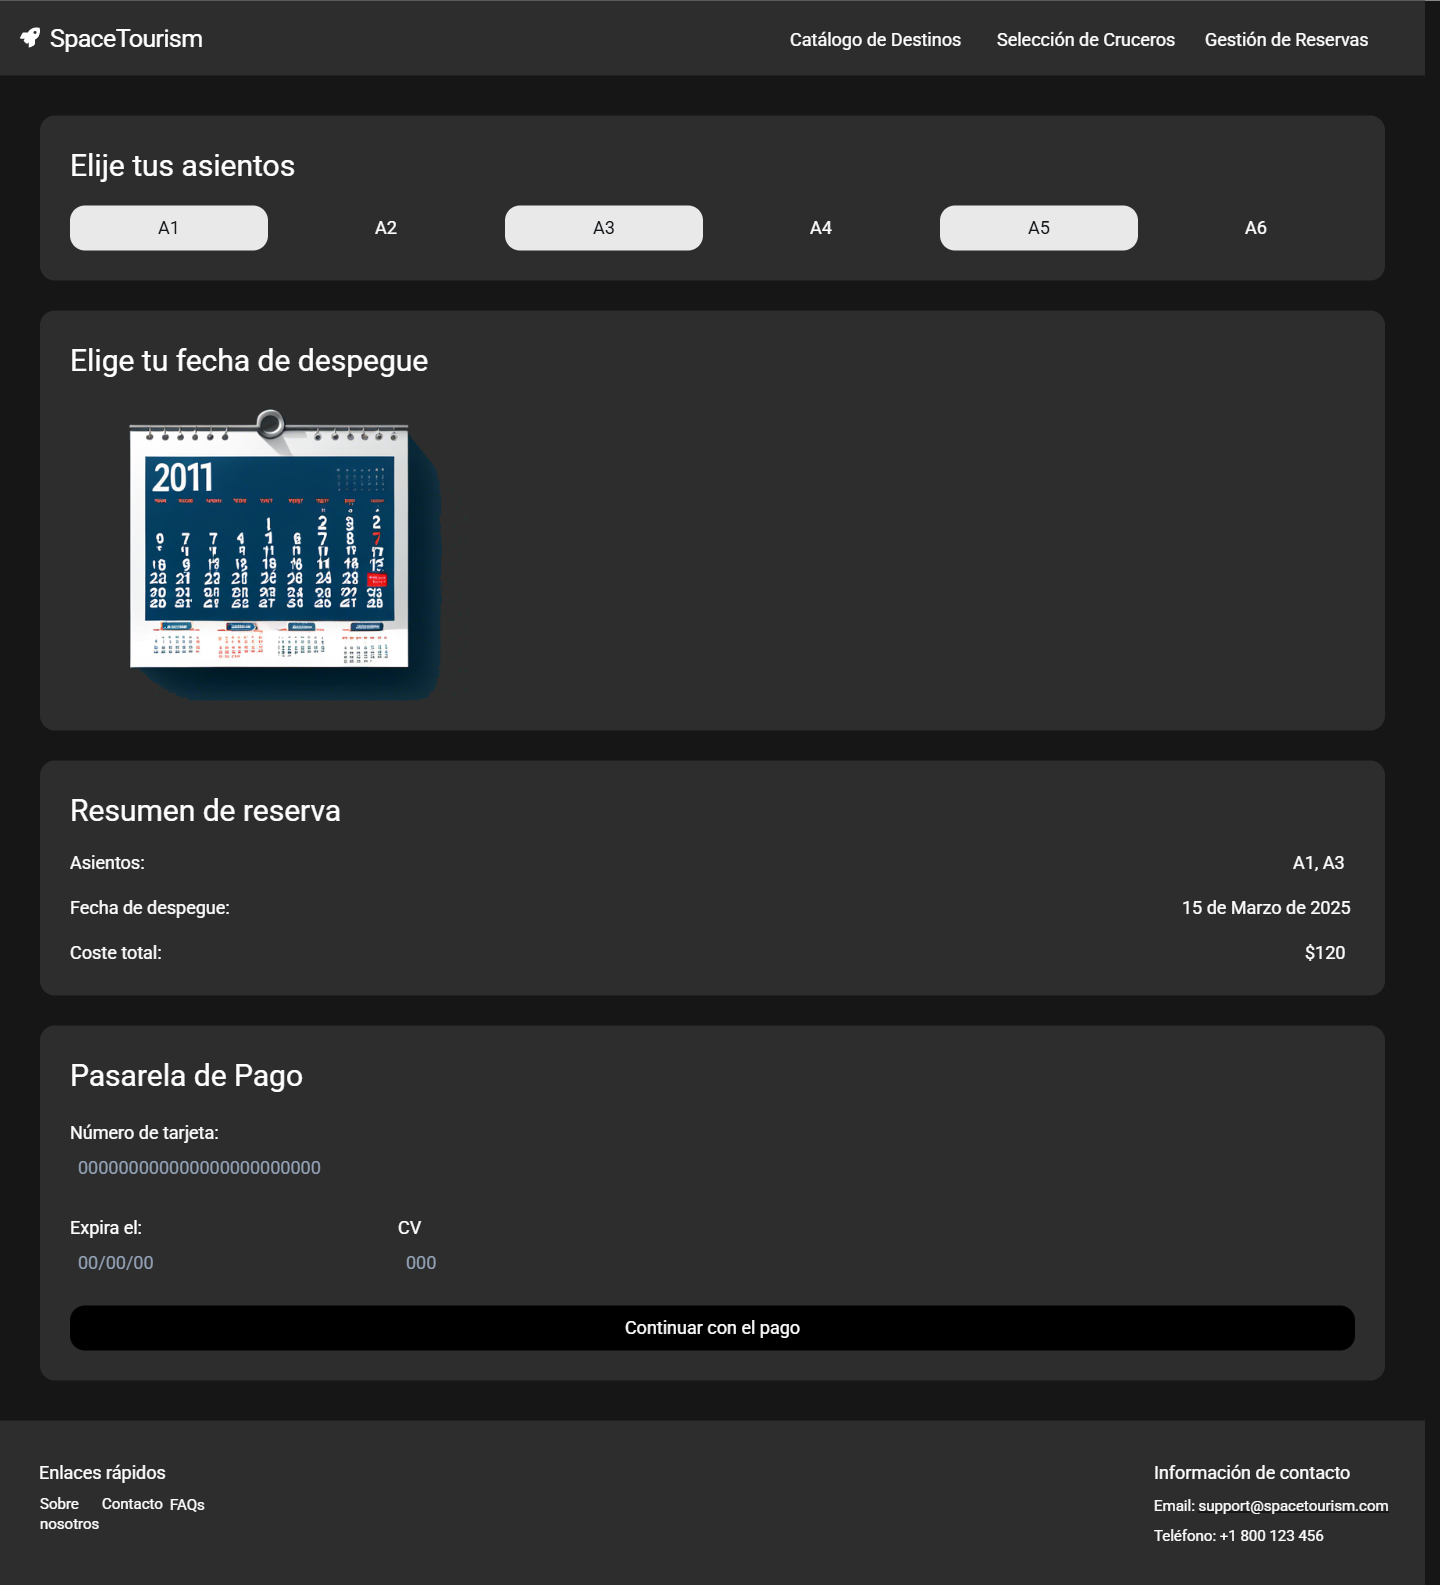 SpaceTourism
Catálogo de Destinos
Selección de Cruceros
Gestión de Reservas
Elije tus asientos
A1
A2
A3
A4
A5
A6
Elige tu fecha de despegue
2011
Resumen de reserva
Asientos:
A1, A3
Fecha de despegue:
15 de Marzo de 2025
Coste total:
$120
Pasarela de Pago
Número de tarjeta:
000000000000000000000000
Expira el:
CV
00/00/00
000
Continuar con el pago
Enlaces rápidos
Sobre
nosotros
Contacto
FAQs
Información de contacto
Email: support@spacetourism.com
Teléfono: +1 800 123 456